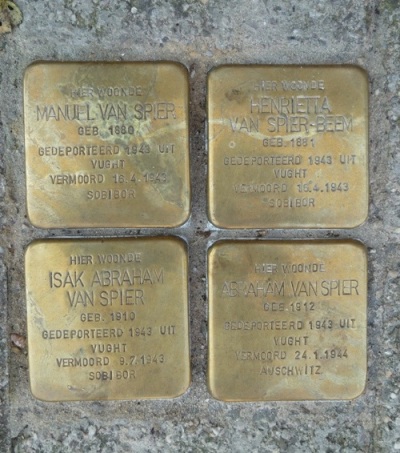 HIER WOONDE
MANUEL VAN SPIER
GEB. 1880
GEDEPORTEERD 1943 UIT
VUGHT
VERMOORD 16.4.1943
SOBIBOR
HIER WOONDE
HENRIETTA
VAN SPIER-BEEM
GEB. 1881
GEDEPORTEERD 1943 UIT
VUGHT
VERMOORD 16.4.1943
SOBIBOR
HIER WOONDE
ISAK ABRAHAM
VAN SPIER
GEB. 1910
GEDEPORTEERD 1943 UIT
VUGHT
VERMOORD 9.7.1943
SOBIBOR
HIER WOONDE
ABRAHAM VAN SPIER
GEB. 1912
GEDEPORTEERD 1943 UIT
VUGHT
VERMOORD 24.1.1944
AUSCHWITZ